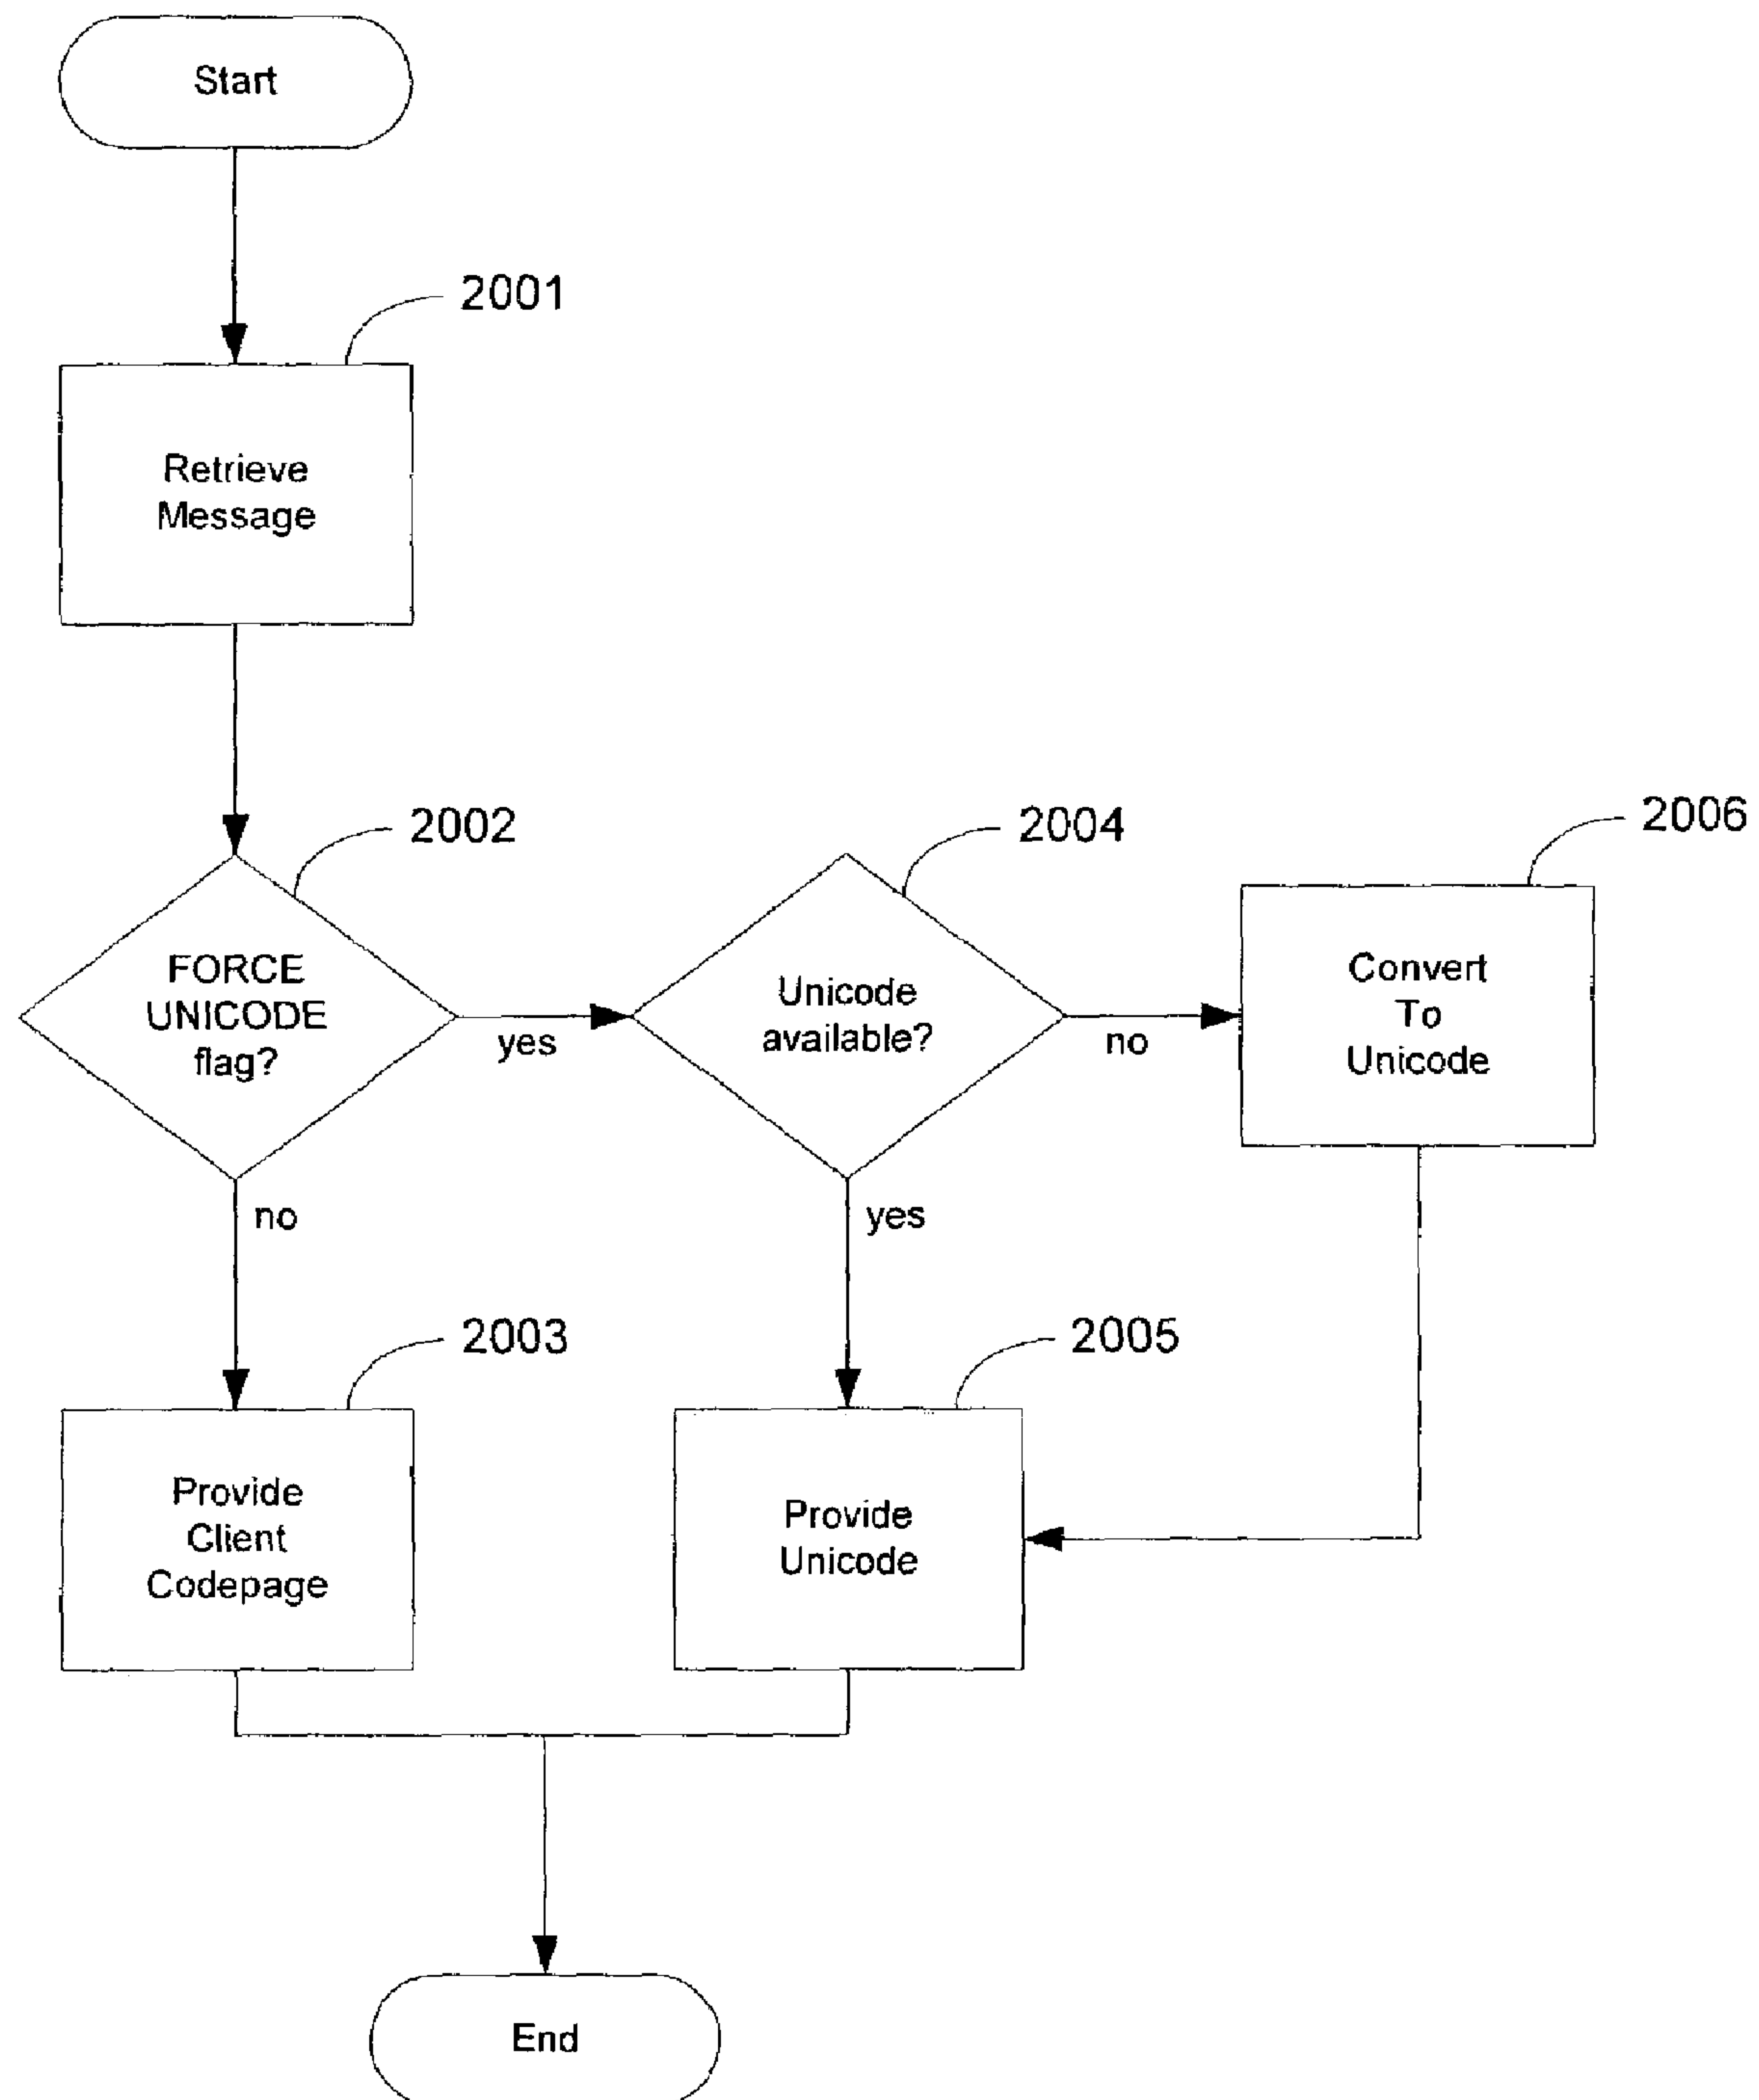 Start
2001
Retrieve
Message
2002
2004
2006
FORCE
UNICODE
flag?
yes
Unicode
available?
no
Convert
To
Unicode
no
yes
2003
2005
Provide
Client
Codepage
Provide
Unicode
End